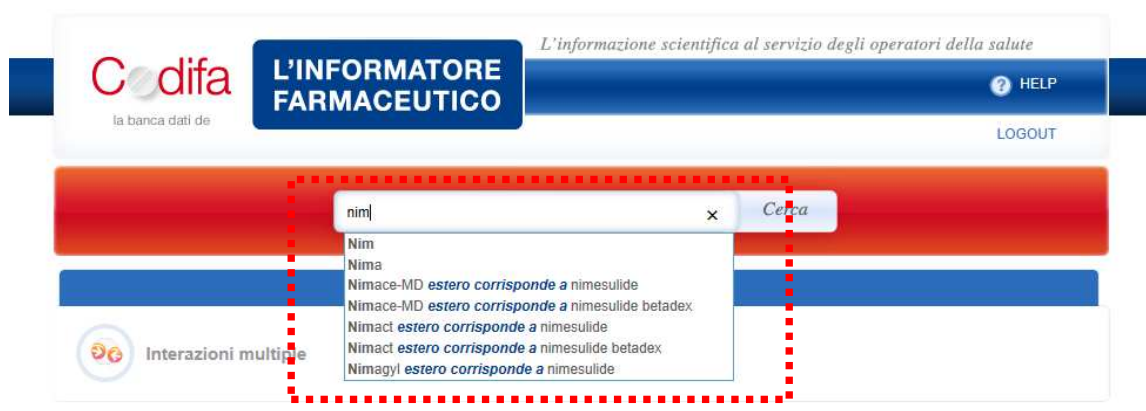 L'informazione scientifica al servizio degli operatori della salute
Codifa
la banca dati de
L'INFORMATORE
FARMACEUTICO
? HELP
LOGOUT
nim
×
Cerca
Nim
Nima
Nimace-MD estero corrisponde a nimesulide
Nimace-MD estero corrisponde a nimesulide betadex
Nimact estero corrisponde a nimesulide
Nimact estero corrisponde a nimesulide betadex
Nimagyl estero corrisponde a nimesulide
Interazioni multiple